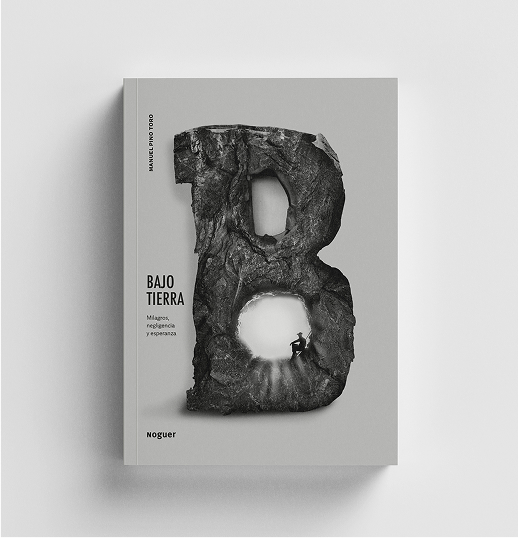 MANUEL PINO TORO
B
BAJO
TIERRA
Milagros,
negligencia
y esperanza
Noguer